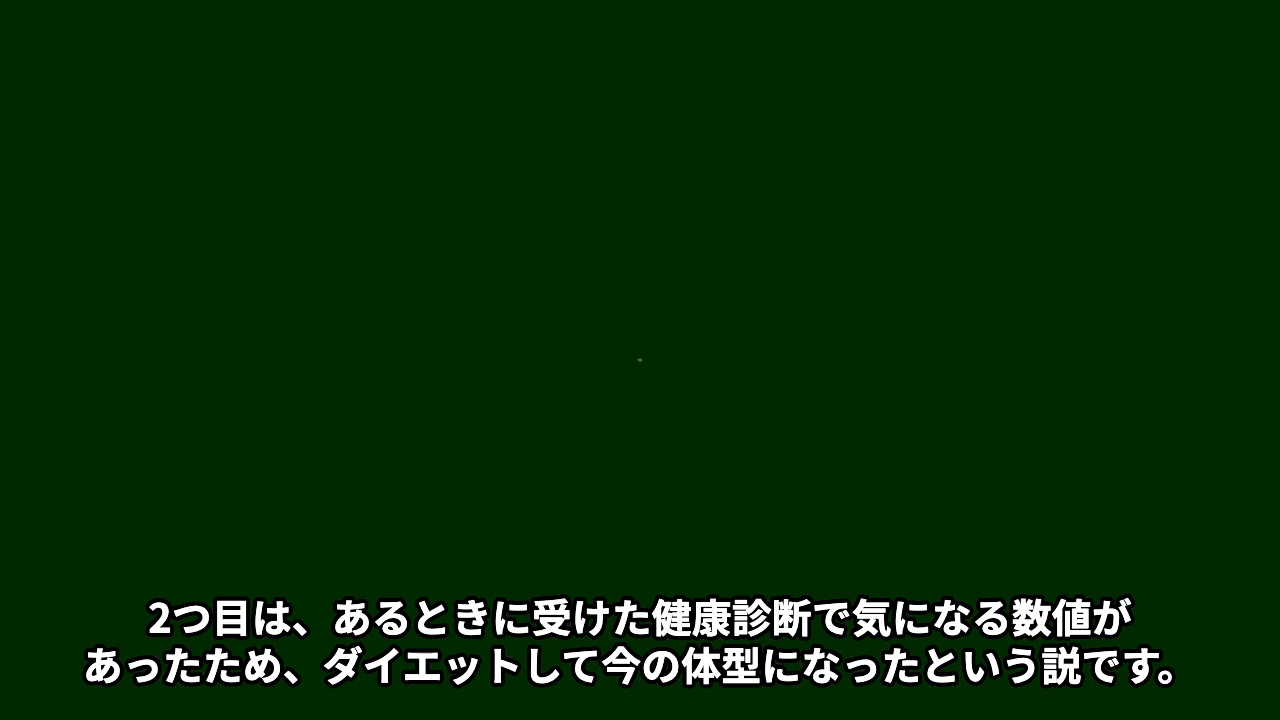 2つ目は、あるときに受けた健康診断で気になる数値が
あったため、ダイエットして今の体型になったという説です。